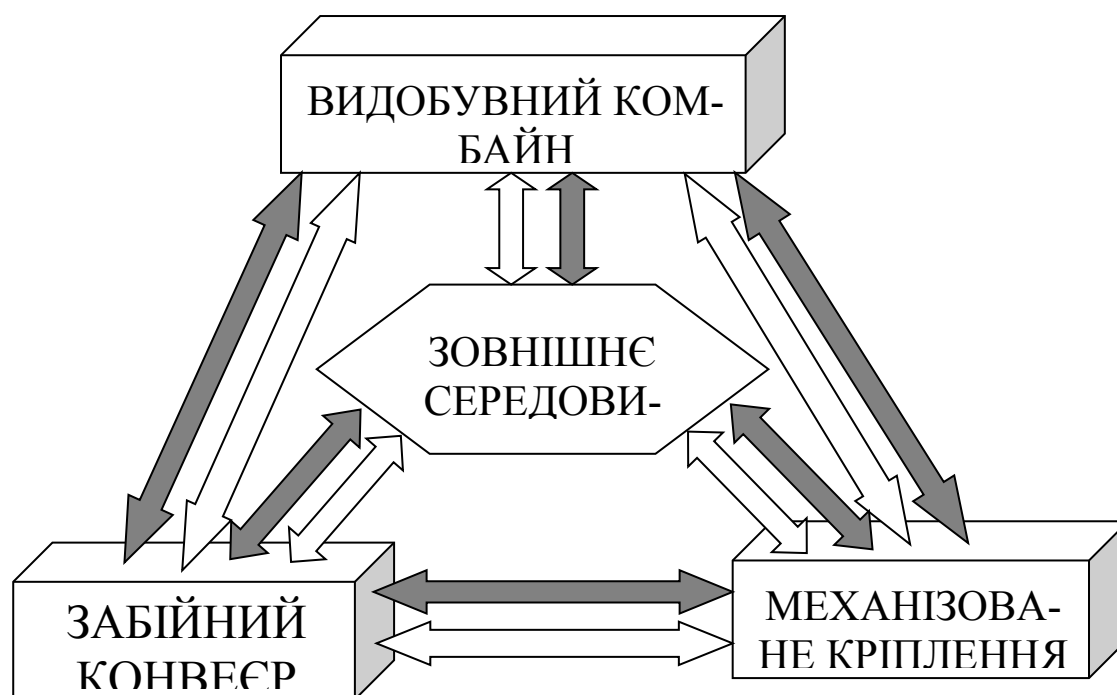 ВИДОБУВНИЙ КОМ-
БАЙН
ЗОВНІШНЄ
СЕРЕДОВИ-
ЗАБІЙНИЙ
КОНВЕЄР
МЕХАНІЗОВА-
НЕ КРІПЛЕННЯ